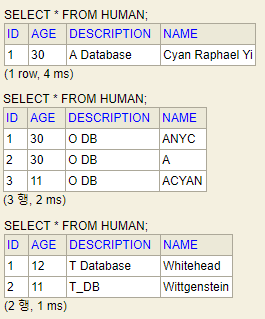 SELECT * FROM HUMAN;
ID AGE DESCRIPTION NAME
1 30 A Database Cyan Raphael Yi
(1 row, 4 ms)
SELECT * FROM HUMAN;
ID AGE DESCRIPTION NAME
1 30 O DB ANYC
2 30 O DB A
3 11 O DB ACYAN
(3 행, 2 ms)
SELECT * FROM HUMAN;
ID AGE DESCRIPTION NAME
1 12 T Database Whitehead
2 11 T_DB Wittgenstein
(2 행, 1 ms)